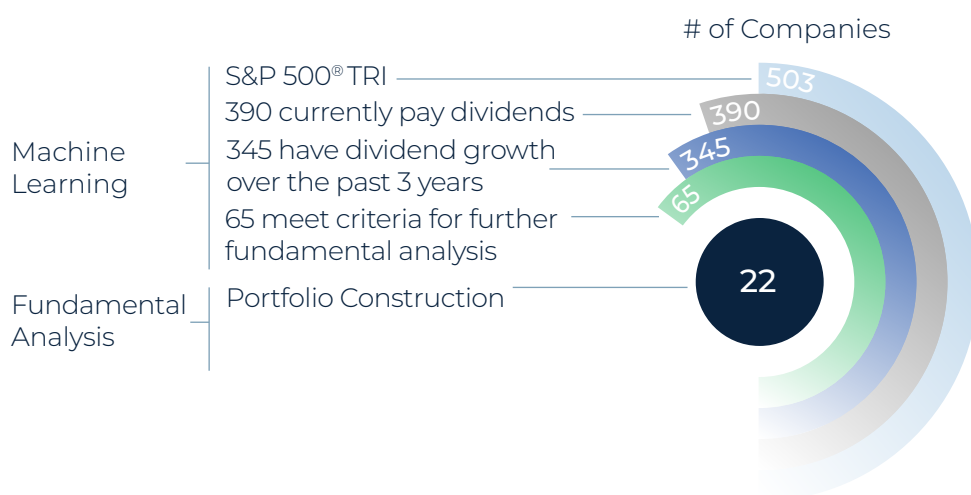 # of Companies
S&P 500® TRI
503
390 currently pay dividends
390
Machine
Learning
345 have dividend growth
over the past 3 years
345
65 meet criteria for further
fundamental analysis
65
Fundamental
Analysis
Portfolio Construction
22